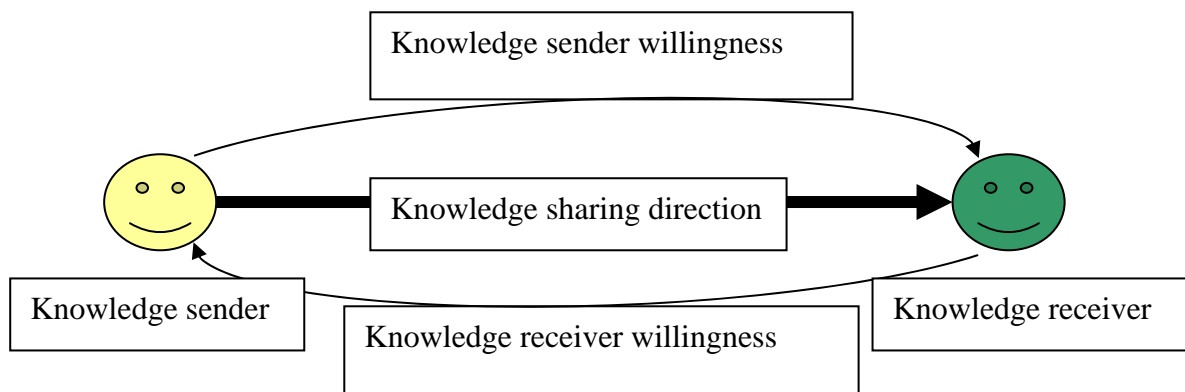 Knowledge sender willingness
Knowledge sharing direction
Knowledge sender
Knowledge receiver willingness
Knowledge receiver